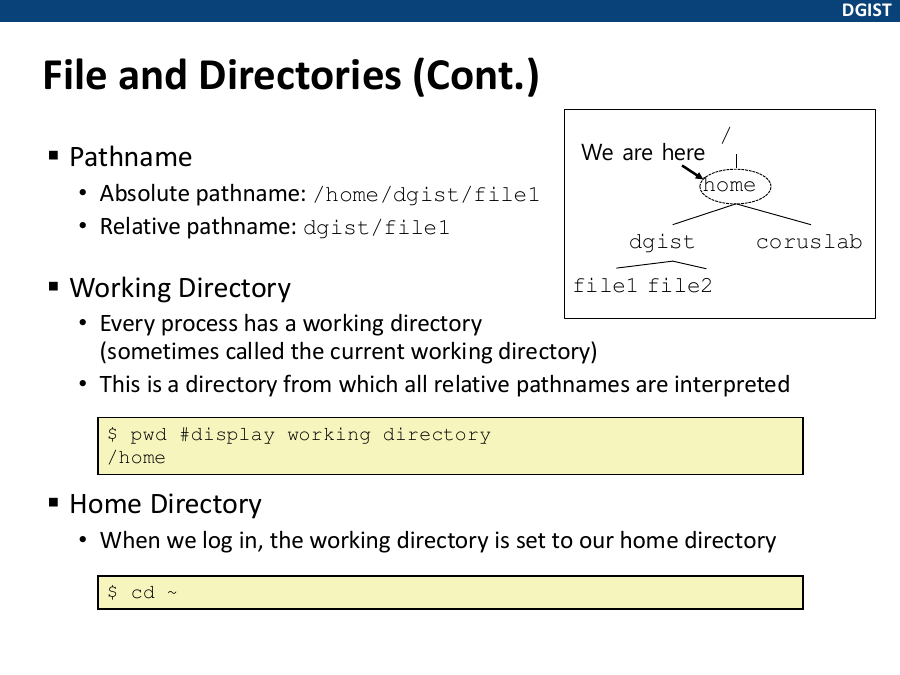 DGIST
File and Directories (Cont.)
▪ Pathname
• Absolute pathname: /home/dgist/file1
• Relative pathname: dgist/file1
/
We are here
home
dgist coruslab
file1 file2
▪ Working Directory
• Every process has a working directory
(sometimes called the current working directory)
• This is a directory from which all relative pathnames are interpreted
$ pwd #display working directory
/home
▪ Home Directory
• When we log in, the working directory is set to our home directory
$ cd ~